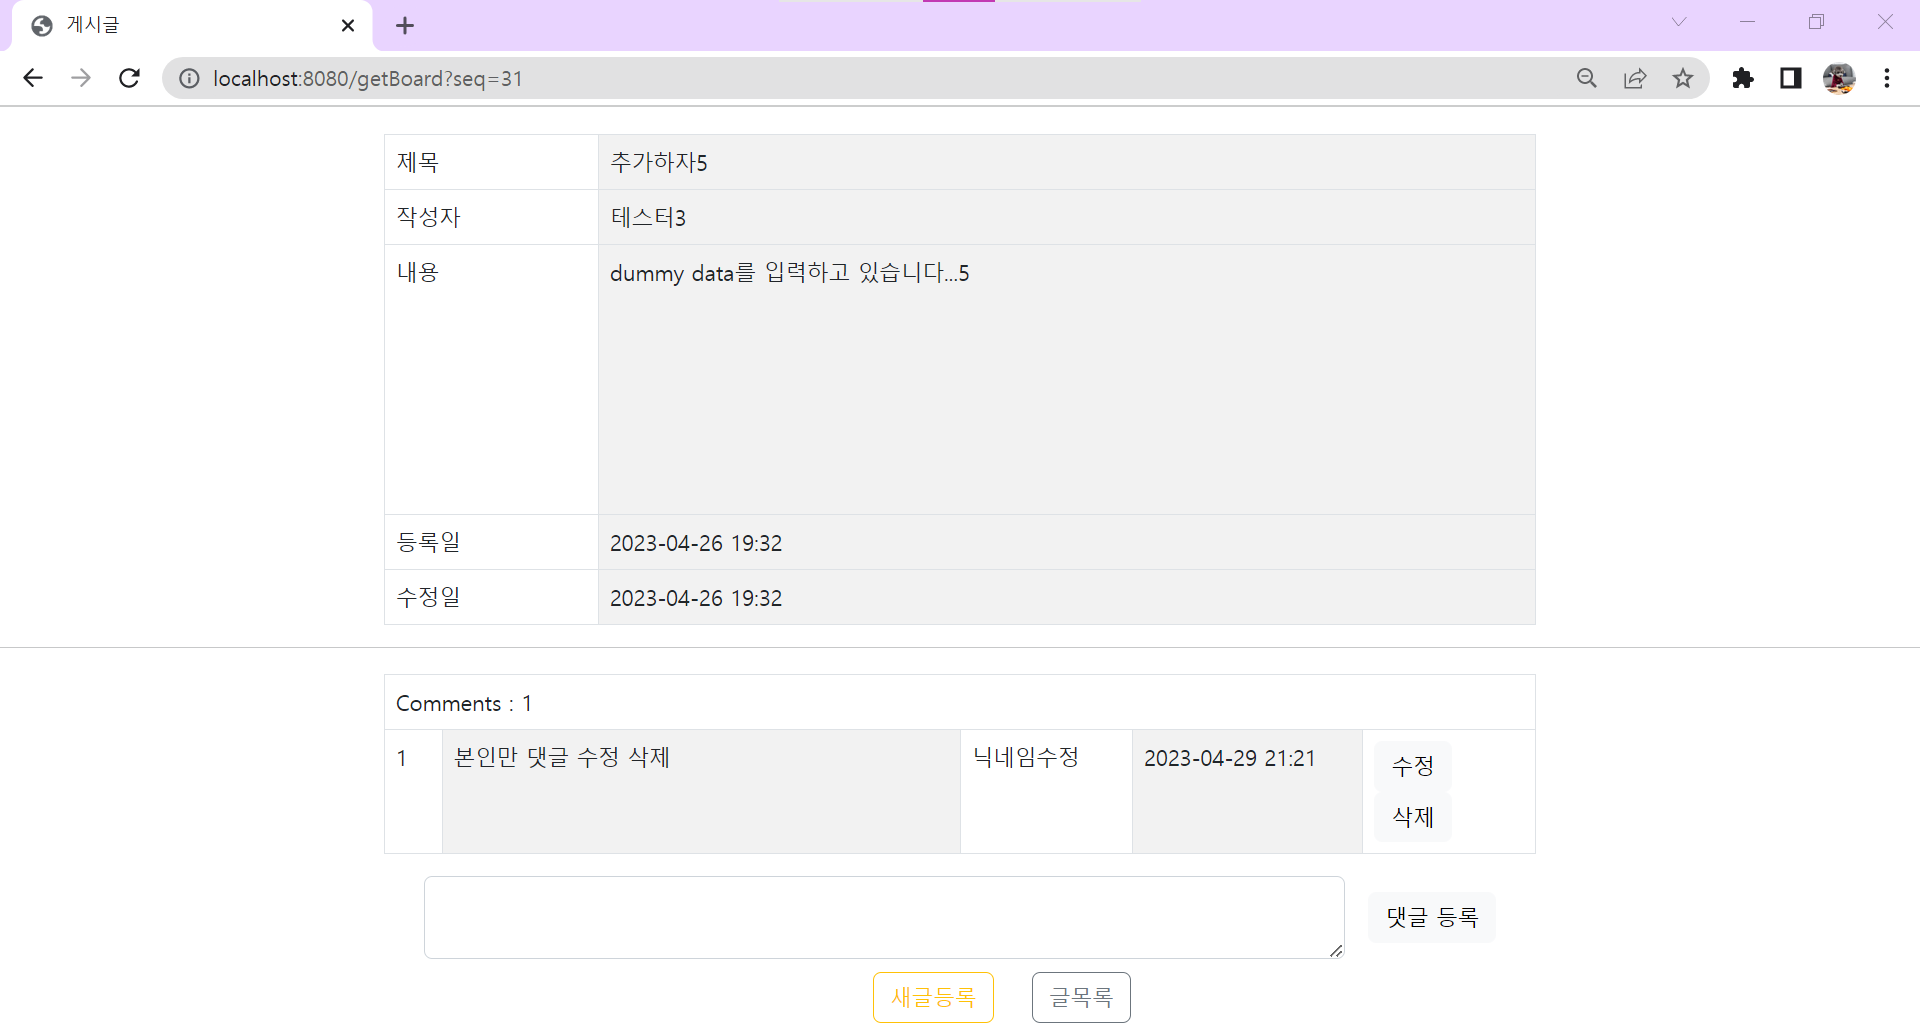 게시글
localhost:8080/getBoard?seq=31
제목 추가하자5
작성자 테스터3
내용 dummy data를 입력하고 있습니다...5
등록일 2023-04-26 19:32
수정일 2023-04-26 19:32
Comments : 1
1 본인만 댓글 수정 삭제 닉네임수정 2023-04-29 21:21 수정
삭제
댓글 등록
새글등록 글목록